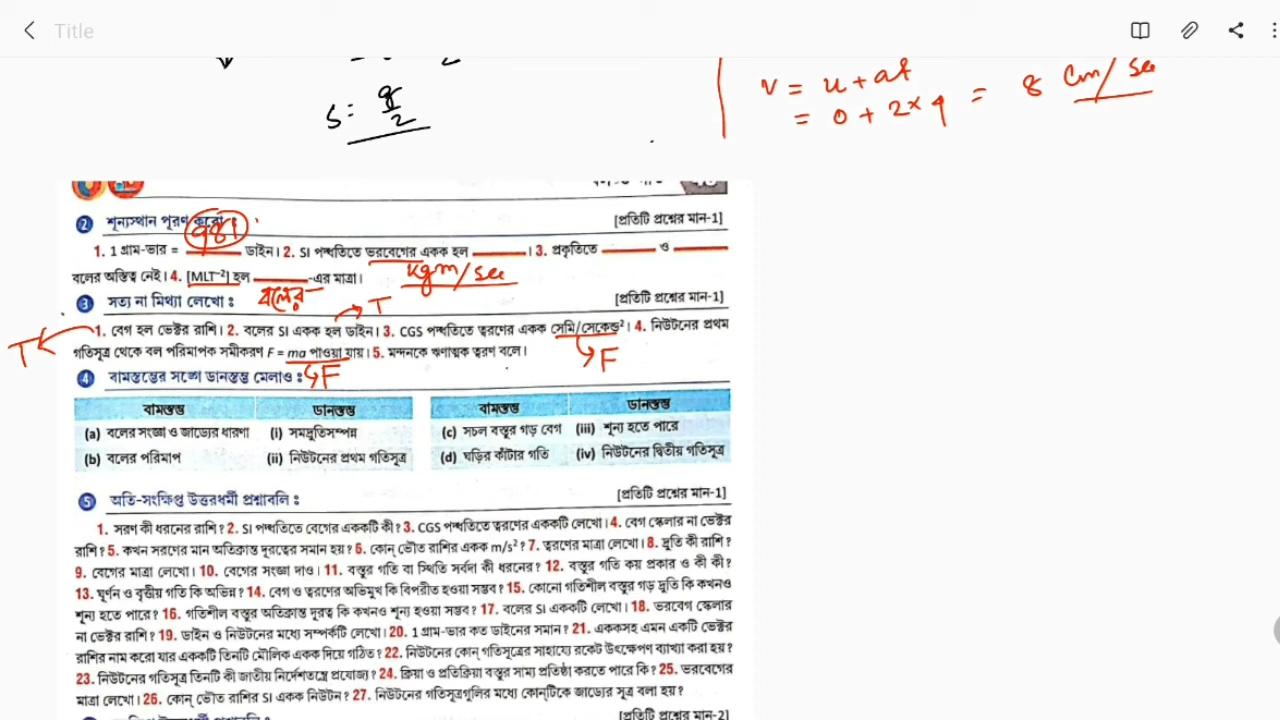 Title
v = u + at
= 0 + 2 × 4 = 8 Cm/Sec
S = 8/2
2 শূন্যস্থান পূরণ করো : [প্রতিটি প্রশ্নের মান-1]
981
1. 1 গ্রাম-ভার = ______ ডাইন। 2. SI পদ্ধতিতে ভরবেগের একক হল ______। 3. প্রকৃতিতে ______ ও ______
বলের অস্তিত্ব নেই। 4. [MLT⁻²] হল ______-এর মাত্রা।
kgm/sec
বলের
3 সত্য না মিথ্যা লেখো : [প্রতিটি প্রশ্নের মান-1]
T
1. বেগ হল ভেক্টর রাশি। 2. বলের SI একক হল ডাইন। 3. CGS পদ্ধতিতে ত্বরণের একক সেমি/সেকেন্ড²। 4. নিউটনের প্রথম
T
গতিসূত্র থেকে বল পরিমাপক সমীকরণ F = ma পাওয়া যায়। 5. মন্দনকে ঋণাত্মক ত্বরণ বলে।
F
F
4 বামস্তম্ভের সঙ্গে ডানস্তম্ভ মেলাও :
বামস্তম্ভ ডানস্তম্ভ বামস্তম্ভ ডানস্তম্ভ
(a) বলের সংজ্ঞা ও জাড্যের ধারণা (i) সমদ্রুতিসম্পন্ন (c) সচল বস্তুর গড় বেগ (iii) শূন্য হতে পারে
(b) বলের পরিমাপ (ii) নিউটনের প্রথম গতিসূত্র (d) ঘড়ির কাঁটার গতি (iv) নিউটনের দ্বিতীয় গতিসূত্র
5 অতি-সংক্ষিপ্ত উত্তরধর্মী প্রশ্নাবলি : [প্রতিটি প্রশ্নের মান-1]
1. সরণ কী ধরনের রাশি? 2. SI পদ্ধতিতে বেগের এককটি কী? 3. CGS পদ্ধতিতে ত্বরণের এককটি লেখো। 4. বেগ স্কেলার না ভেক্টর
রাশি? 5. কখন সরণের মান অতিক্রান্ত দূরত্বের সমান হয়? 6. কোন্ ভৌত রাশির একক m/s²? 7. ত্বরণের মাত্রা লেখো। 8. দ্রুতি কী রাশি?
9. বেগের মাত্রা লেখো। 10. বেগের সংজ্ঞা দাও। 11. বস্তুর গতি বা স্থিতি সর্বদা কী ধরনের? 12. বস্তুর গতি কয় প্রকার ও কী কী?
13. ঘূর্ণন ও বৃত্তীয় গতি কি অভিন্ন? 14. বেগ ও ত্বরণের অভিমুখ কি বিপরীত হওয়া সম্ভব? 15. কোনো গতিশীল বস্তুর গড় দ্রুতি কি কখনও
শূন্য হতে পারে? 16. গতিশীল বস্তুর অতিক্রান্ত দূরত্ব কি কখনও শূন্য হওয়া সম্ভব? 17. বলের SI এককটি লেখো। 18. ভরবেগ স্কেলার
না ভেক্টর রাশি? 19. ডাইন ও নিউটনের মধ্যে সম্পর্কটি লেখো। 20. 1 গ্রাম-ভার কত ডাইনের সমান? 21. এককসহ এমন একটি ভেক্টর
রাশির নাম করো যার এককটি তিনটি মৌলিক একক দিয়ে গঠিত? 22. নিউটনের কোন্ গতিসূত্রের সাহায্যে রকেট উৎক্ষেপণ ব্যাখ্যা করা হয়?
23. নিউটনের গতিসূত্র তিনটি কী জাতীয় নির্দেশতন্ত্রে প্রযোজ্য? 24. ক্রিয়া ও প্রতিক্রিয়া বস্তুর সাম্য প্রতিষ্ঠা করতে পারে কি? 25. ভরবেগের
মাত্রা লেখো। 26. কোন্ ভৌত রাশির SI একক নিউটন? 27. নিউটনের গতিসূত্রগুলির মধ্যে কোন্‌টিকে জাড্যের সূত্র বলা হয়?
[প্রতিটি প্রশ্নের মান-2]